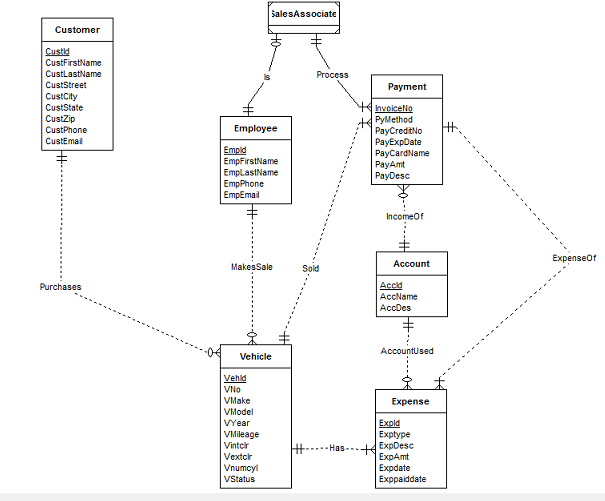 SalesAssociate
Customer
CustId
CustFirstName
CustLastName
CustStreet
CustCity
CustState
CustZip
CustPhone
CustEmail
Is
Process
Payment
InvoiceNo
PyMethod
PayCreditNo
PayExpDate
PayCardName
PayAmt
PayDesc
Employee
EmpId
EmpFirstName
EmpLastName
EmpPhone
EmpEmail
IncomeOf
ExpenseOf
MakesSale
Sold
Purchases
Account
AccId
AccName
AccDes
AccountUsed
Vehicle
VehId
VNo
VMake
VModel
VYear
VMileage
Vintclr
Vextclr
Vnumcyl
VStatus
Has
Expense
ExpId
Exptype
ExpDesc
ExpAmt
Expdate
Exppaiddate